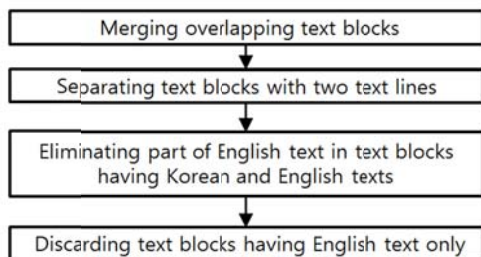 Merging overlapping text blocks
Separating text blocks with two text lines
Eliminating part of English text in text blocks
having Korean and English texts
Discarding text blocks having English text only